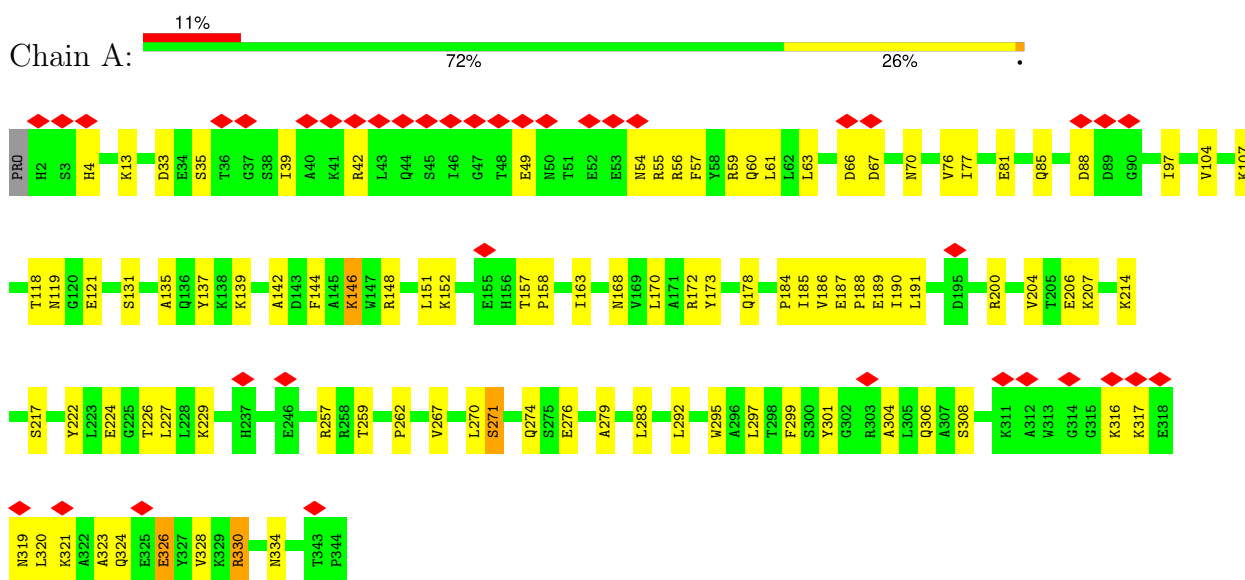 11%
Chain A:
72% 26% •
PRO H2 S3 H4 K13 D33 E34 S35 T36 G37 S38 I39 A40 K41 R42 L43 Q44 S45 I46 G47 T48 E49 N50 T51 E52 E53 N54 R55 R56 F57 Y58 R59 Q60 L61 L62 L63 D66 D67 N70 V76 I77 E81 Q85 D88 D89 G90 I97 V104 K107
T118 N119 G120 E121 S131 A135 Q136 Y137 K138 K139 A142 D143 F144 A145 K146 W147 R148 L151 K152 E155 H156 T157 P158 I163 N168 V169 L170 A171 R172 Y173 Q178 P184 I185 V186 E187 P188 E189 I190 L191 D195 R200 V204 T205 E206 K207 K214
S217 Y222 L223 E224 G225 T226 L227 L228 K229 H237 E246 R257 R258 T259 P262 V267 L270 S271 Q274 S275 E276 A279 L283 L292 W295 A296 L297 T298 F299 S300 Y301 G302 R303 A304 L305 Q306 A307 S308 K311 A312 W313 G314 G315 K316 K317 E318
N319 L320 K321 A322 A323 Q324 E325 E326 Y327 V328 K329 R330 N334 T343 P344